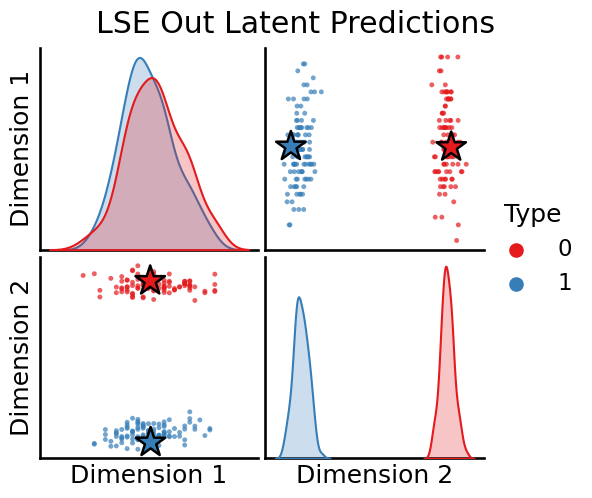 LSE Out Latent Predictions
Dimension 1
Type
0
1
Dimension 2
Dimension 1
Dimension 2